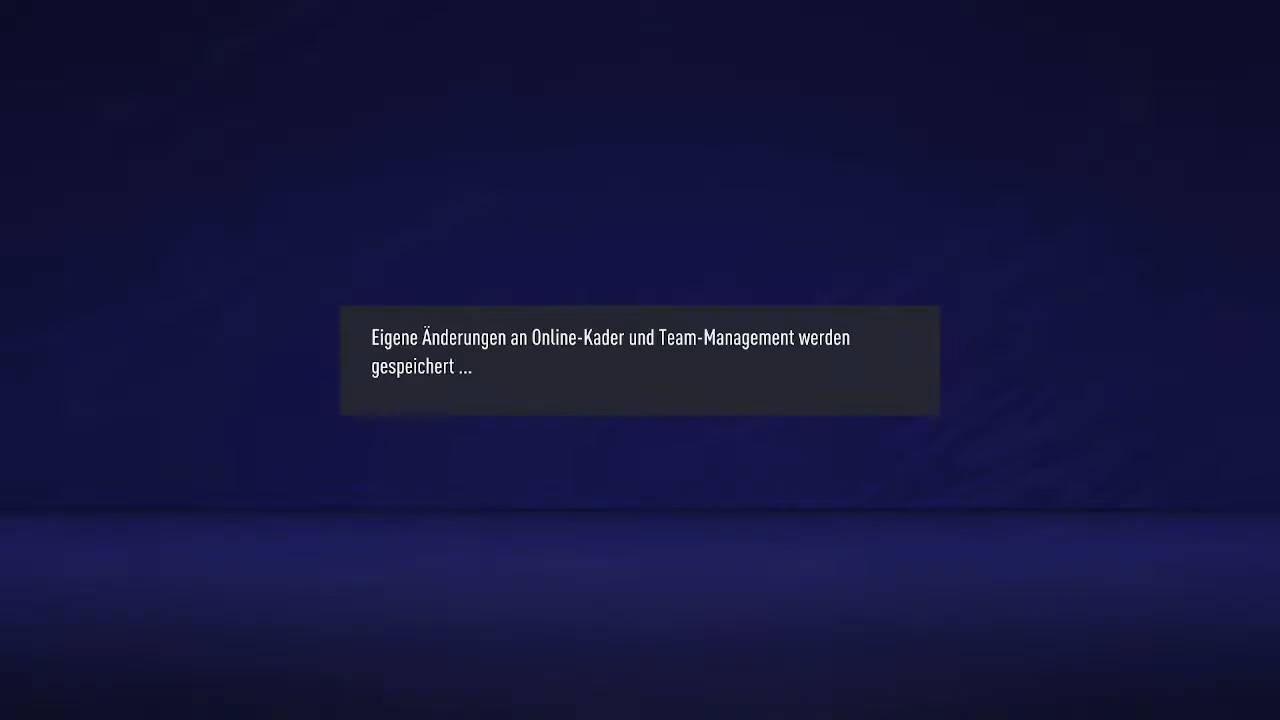 Eigene Änderungen an Online-Kader und Team-Management werden
gespeichert ...